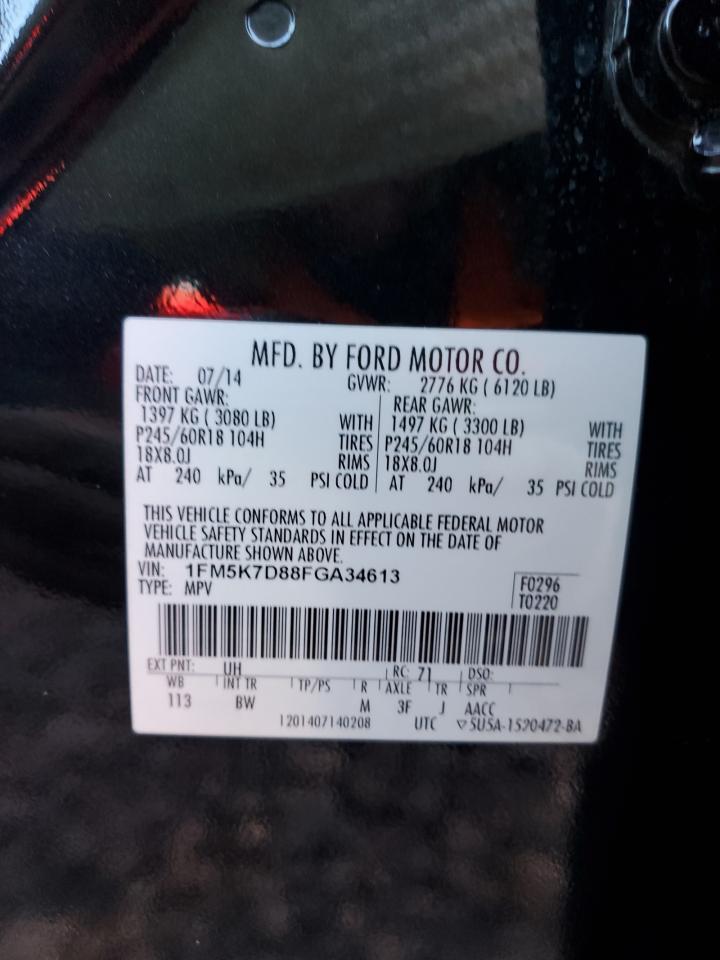 MFD. BY FORD MOTOR CO.
DATE: 07/14 GVWR: 2776 KG ( 6120 LB)
FRONT GAWR: REAR GAWR:
1397 KG ( 3080 LB) WITH 1497 KG ( 3300 LB) WITH
P245/60R18 104H TIRES P245/60R18 104H TIRES
18X8.0J RIMS 18X8.0J RIMS
AT 240 kPa/ 35 PSI COLD AT 240 kPa/ 35 PSI COLD
THIS VEHICLE CONFORMS TO ALL APPLICABLE FEDERAL MOTOR
VEHICLE SAFETY STANDARDS IN EFFECT ON THE DATE OF
MANUFACTURE SHOWN ABOVE.
VIN: 1FM5K7D88FGA34613
TYPE: MPV
F0296
T0220
EXT PNT: UH RC: 71 DSO:
WB INT TR TP/PS R AXLE TR SPR
113 BW M 3F J AACC
1201407140208 UTC ▽5U5A-1520472-BA